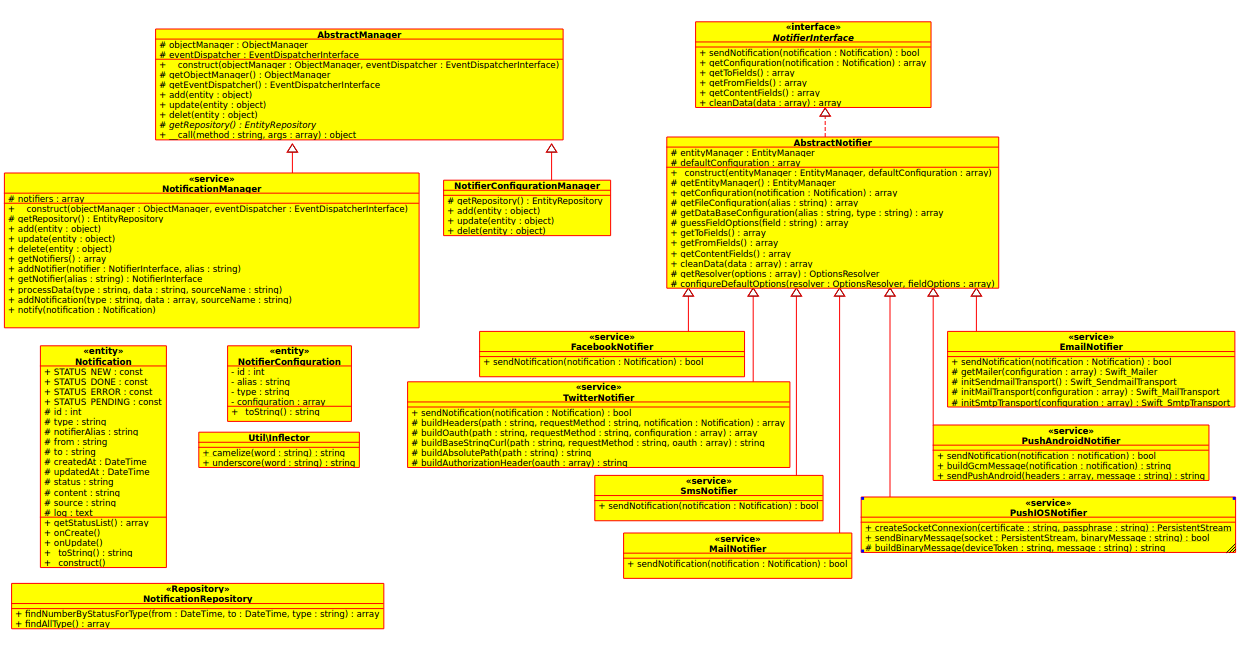 AbstractManager
# objectManager : ObjectManager
# eventDispatcher : EventDispatcherInterface
+ __construct(objectManager : ObjectManager, eventDispatcher : EventDispatcherInterface)
# getObjectManager() : ObjectManager
# getEventDispatcher() : EventDispatcherInterface
+ add(entity : object)
+ update(entity : object)
+ delet(entity : object)
# getRepository() : EntityRepository
+ __call(method : string, args : array) : object
«interface»
NotifierInterface
+ sendNotification(notification : Notification) : bool
+ getConfiguration(notification : Notification) : array
+ getToFields() : array
+ getFromFields() : array
+ getContentFields() : array
+ cleanData(data : array) : array
AbstractNotifier
# entityManager : EntityManager
# defaultConfiguration : array
+ __construct(entityManager : EntityManager, defaultConfiguration : array)
# getEntityManager() : EntityManager
+ getConfiguration(notification : Notification) : array
# getFileConfiguration(alias : string) : array
# getDataBaseConfiguration(alias : string, type : string) : array
# guessFieldOptions(field : string) : array
+ getToFields() : array
+ getFromFields() : array
+ getContentFields() : array
+ cleanData(data : array) : array
# getResolver(options : array) : OptionsResolver
# configureDefaultOptions(resolver : OptionsResolver, fieldOptions : array)
«service»
NotificationManager
# notifiers : array
+ __construct(objectManager : ObjectManager, eventDispatcher : EventDispatcherInterface)
# getRepository() : EntityRepository
+ add(entity : object)
+ update(entity : object)
+ delete(entity : object)
+ getNotifiers() : array
+ addNotifier(notifier : NotifierInterface, alias : string)
+ getNotifier(alias : string) : NotifierInterface
+ processData(type : string, data : string, sourceName : string)
+ addNotification(type : string, data : array, sourceName : string)
+ notify(notification : Notification)
NotifierConfigurationManager
# getRepository() : EntityRepository
+ add(entity : object)
+ update(entity : object)
+ delet(entity : object)
«entity»
Notification
+ STATUS_NEW : const
+ STATUS_DONE : const
+ STATUS_ERROR : const
+ STATUS_PENDING : const
# id : int
# type : string
# notifierAlias : string
# from : string
# to : string
# createdAt : DateTime
# updatedAt : DateTime
# status : string
# content : string
# source : string
# log : text
+ getStatusList() : array
+ onCreate()
+ onUpdate()
+ __toString() : string
+ __construct()
«entity»
NotifierConfiguration
- id : int
- alias : string
- type : string
- configuration : array
+ __toString() : string
Util\Inflector
+ camelize(word : string) : string
+ underscore(word : string) : string
«Repository»
NotificationRepository
+ findNumberByStatusForType(from : DateTime, to : DateTime, type : string) : array
+ findAllType() : array
«service»
FacebookNotifier
+ sendNotification(notification : Notification) : bool
«service»
TwitterNotifier
+ sendNotification(notification : Notification) : bool
# buildHeaders(path : string, requestMethod : string, notification : Notification) : array
# buildOauth(path : string, requestMethod : string, configuration : array) : array
# buildBaseStringCurl(path : string, requestMethod : string, oauth : array) : string
# buildAbsolutePath(path : string) : string
# buildAuthorizationHeader(oauth : array) : string
«service»
SmsNotifier
+ sendNotification(notification : Notification) : bool
«service»
MailNotifier
+ sendNotification(notification : Notification) : bool
«service»
EmailNotifier
+ sendNotification(notification : Notification) : bool
# getMailer(configuration : array) : Swift_Mailer
# initSendmailTransport() : Swift_SendmailTransport
# initMailTransport(configuration : array) : Swift_MailTransport
# initSmtpTransport(configuration : array) : Swift_SmtpTransport
«service»
PushAndroidNotifier
+ sendNotification(notification : notification) : bool
+ buildGcmMessage(notification : notification) : string
+ sendPushAndroid(headers : array, message : string) : string
«service»
PushIOSNotifier
+ createSocketConnexion(certificate : string, passphrase : string) : PersistentStream
+ sendBinaryMessage(socket : PersistentStream, binaryMessage : string) : bool
# buildBinaryMessage(deviceToken : string, message : string) : string